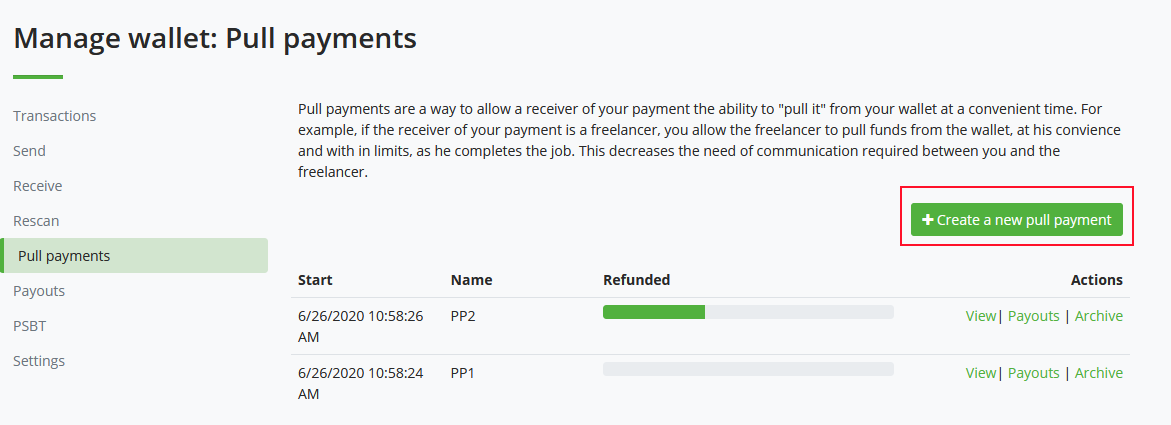 Manage wallet: Pull payments
Transactions
Send
Receive
Rescan
Pull payments
Payouts
PSBT
Settings
Pull payments are a way to allow a receiver of your payment the ability to "pull it" from your wallet at a convenient time. For
example, if the receiver of your payment is a freelancer, you allow the freelancer to pull funds from the wallet, at his convience
and with in limits, as he completes the job. This decreases the need of communication required between you and the
freelancer.
+ Create a new pull payment
Start Name Refunded Actions
6/26/2020 10:58:26 PP2 View| Payouts | Archive
AM
6/26/2020 10:58:24 PP1 View| Payouts | Archive
AM